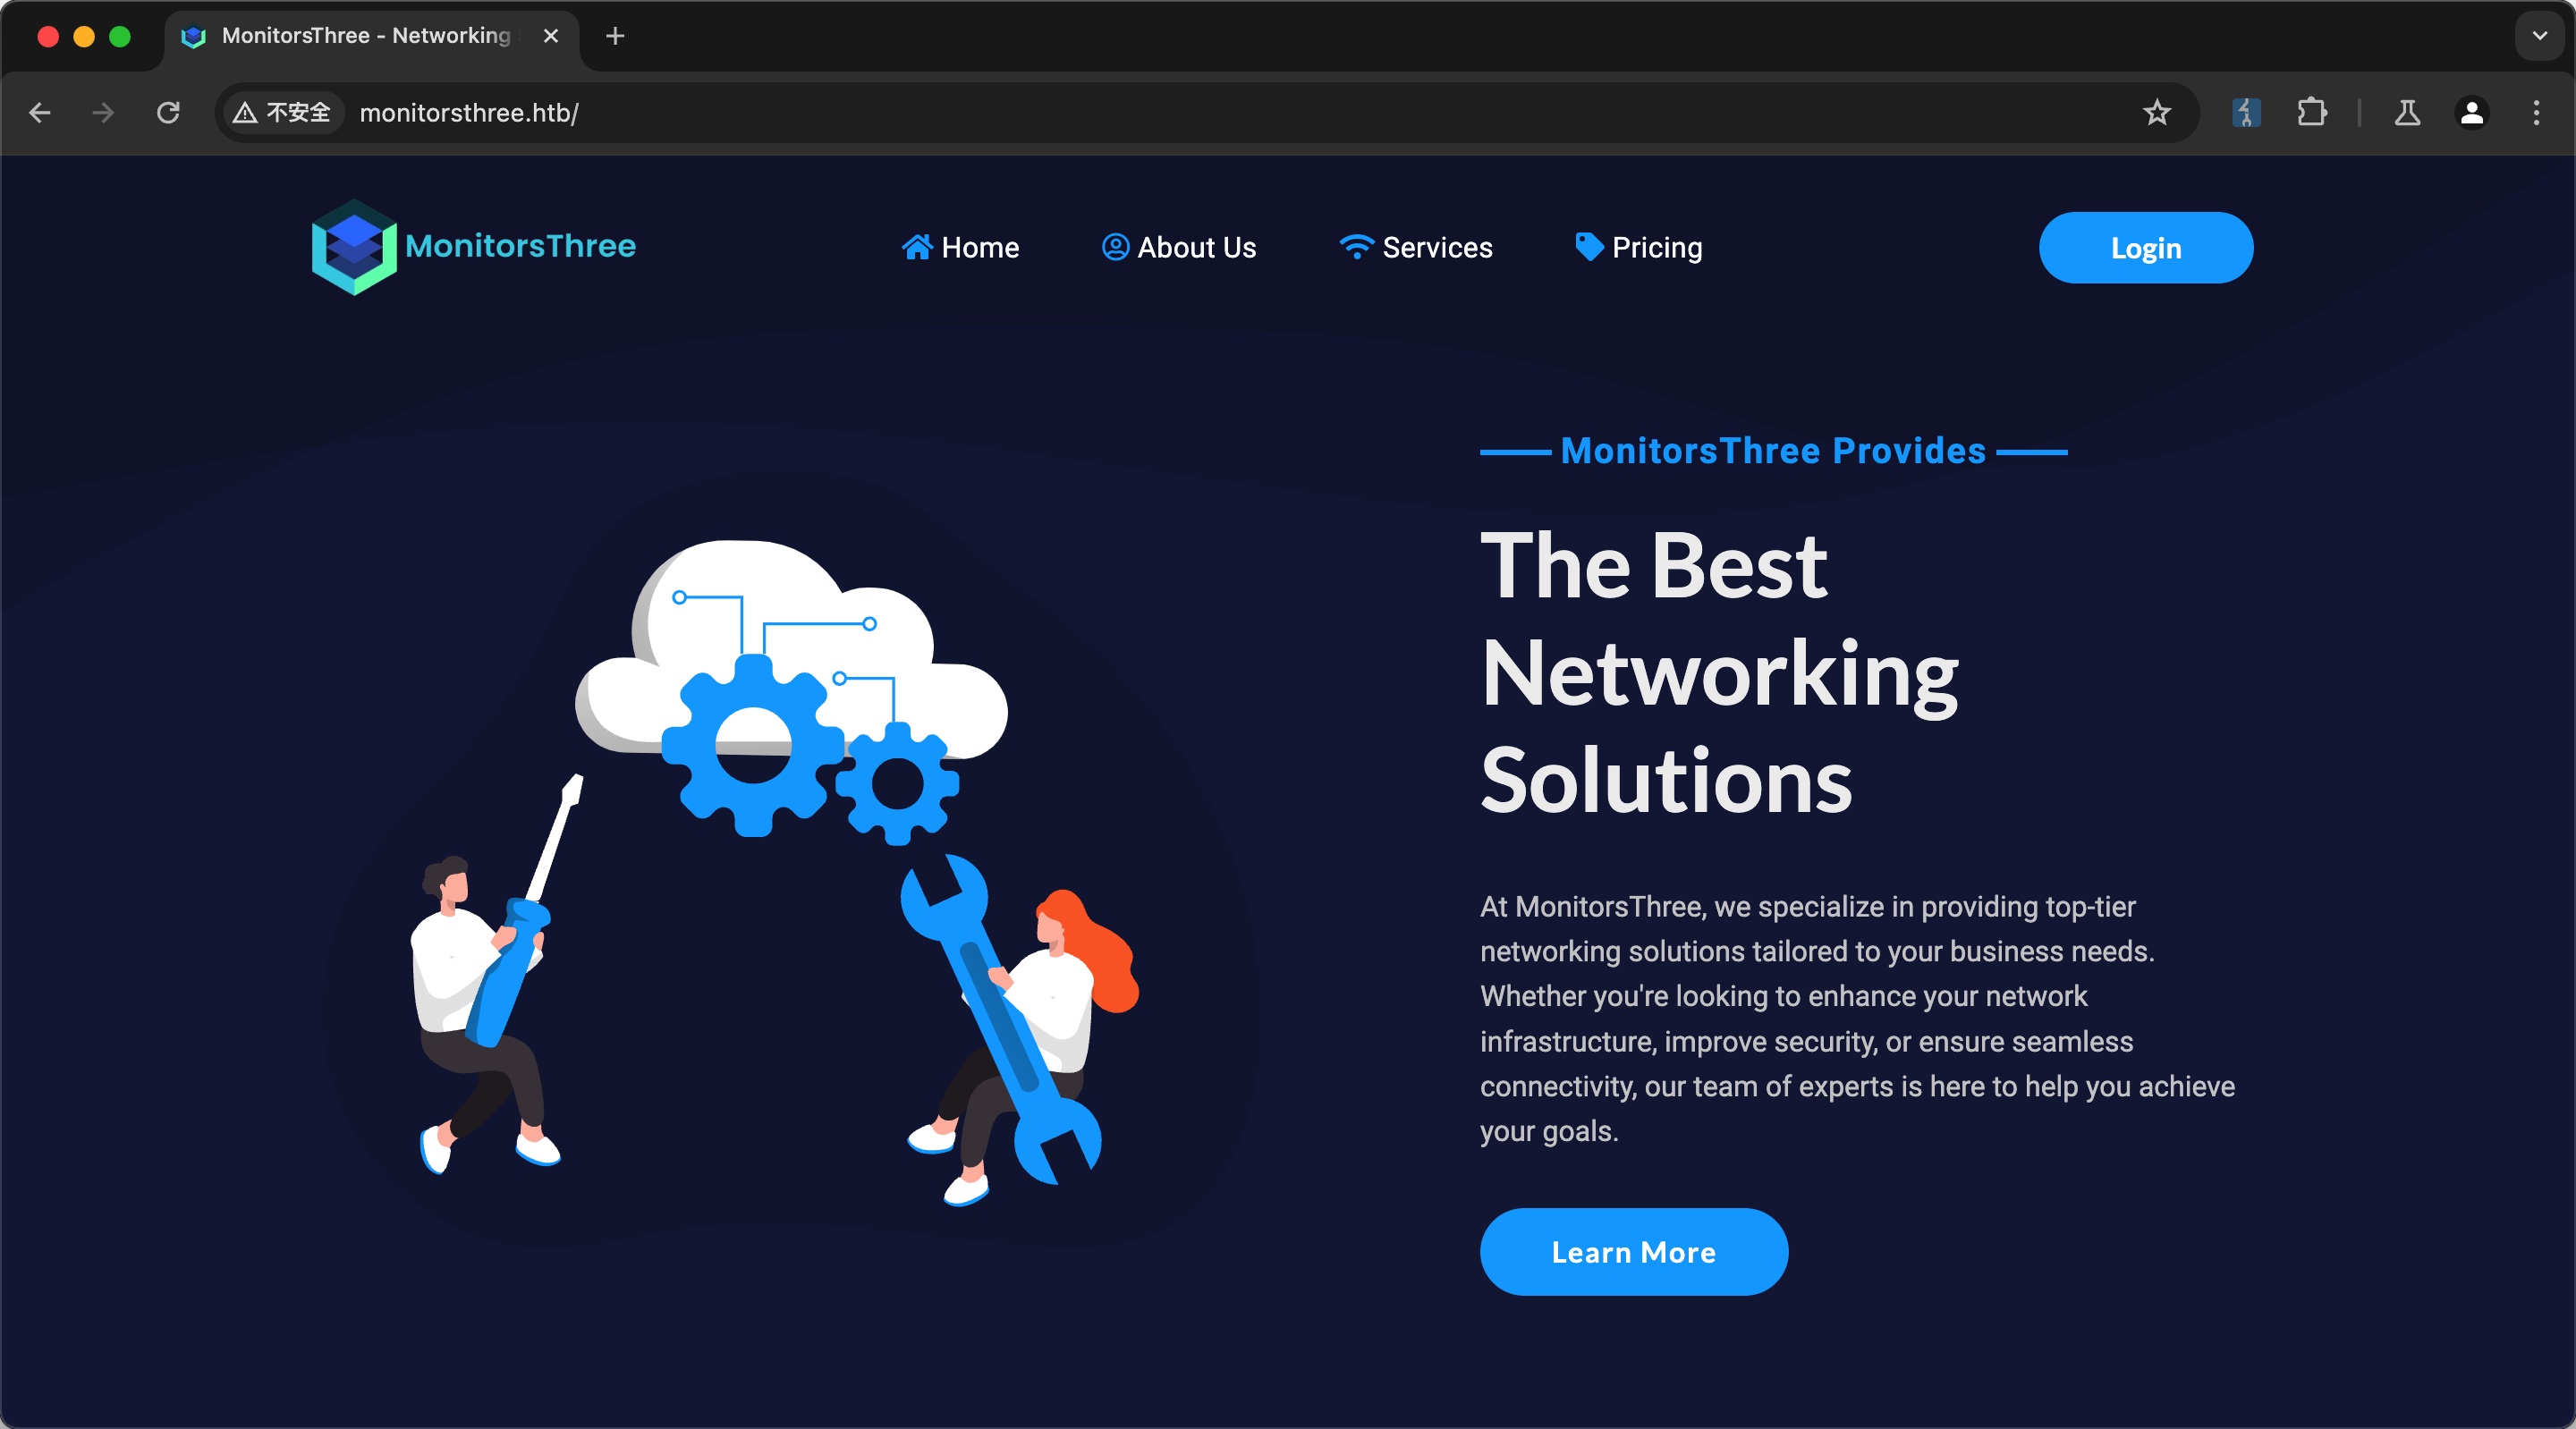 MonitorsThree - Networking
不安全
monitorsthree.htb/
MonitorsThree
Home
About Us
Services
Pricing
Login
MonitorsThree Provides
The Best
Networking
Solutions
At MonitorsThree, we specialize in providing top-tier
networking solutions tailored to your business needs.
Whether you're looking to enhance your network
infrastructure, improve security, or ensure seamless
connectivity, our team of experts is here to help you achieve
your goals.
Learn More